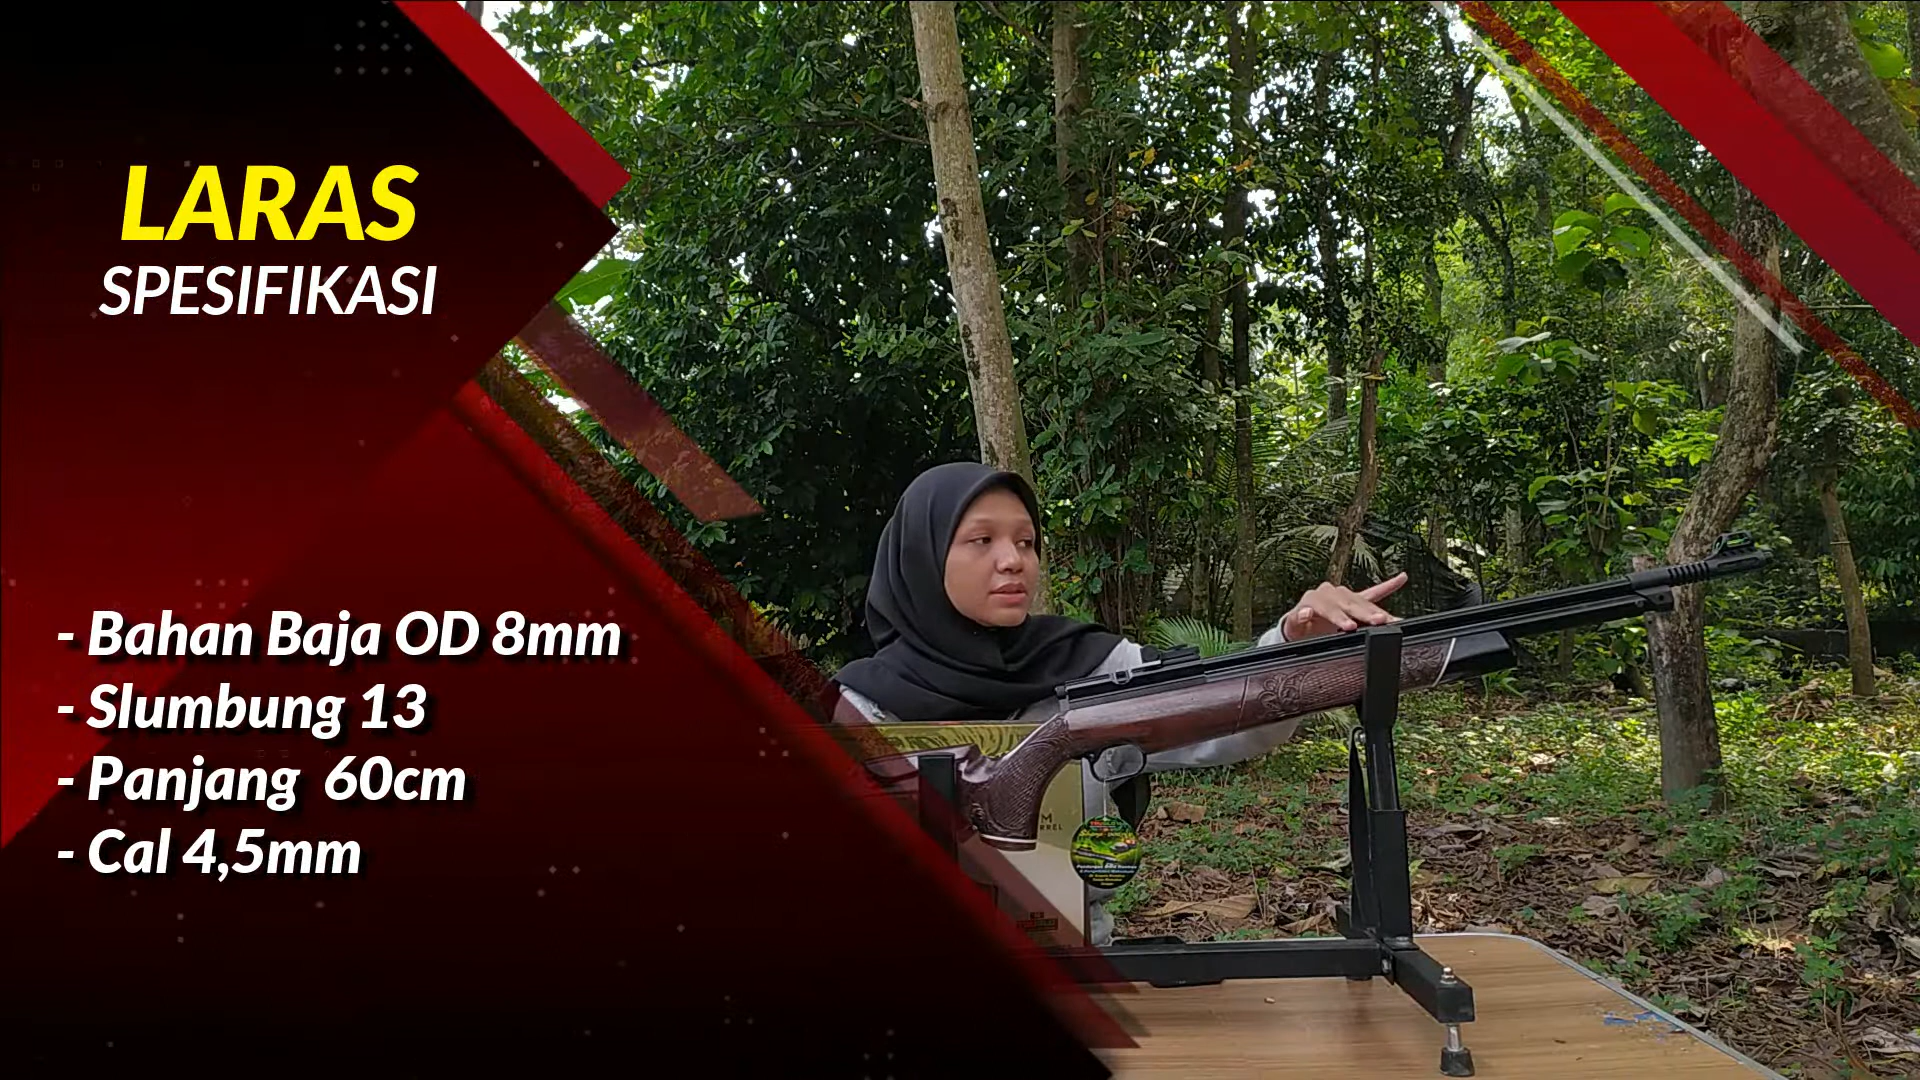 LARAS
SPESIFIKASI
- Bahan Baja OD 8mm
- Slumbung 13
- Panjang 60cm
- Cal 4,5mm